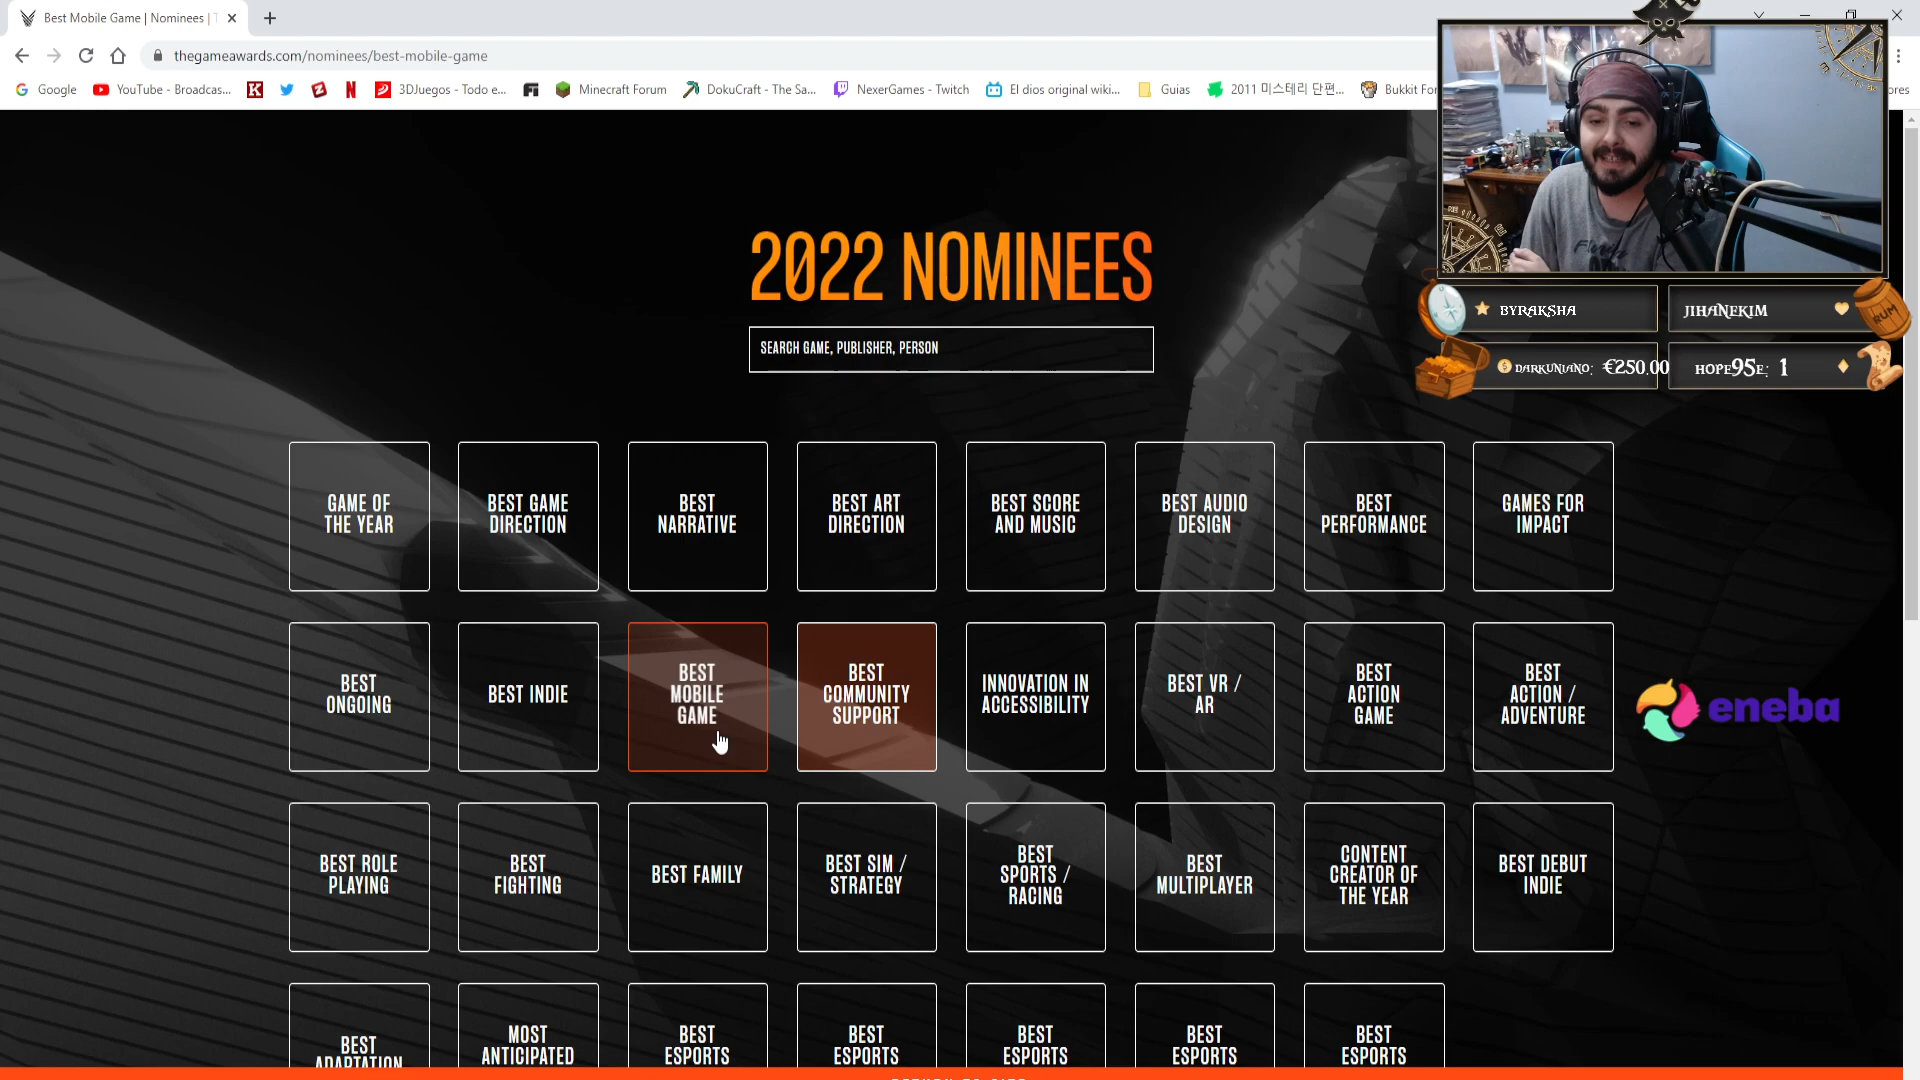 Best Mobile Game | Nominees |
thegameawards.com/nominees/best-mobile-game
Google
YouTube - Broadcas...
3DJuegos - Todo e...
Minecraft Forum
DokuCraft - The Sa...
NexerGames - Twitch
El dios original wiki...
Guias
2011 미스테리 단편...
Bukkit For
ores
2022 NOMINEES
SEARCH GAME, PUBLISHER, PERSON
BYRAKSHA
JIHANEKIM
RUM
DARKUNIANO: €250.00
HOPE95E: 1
GAME OF
THE YEAR
BEST GAME
DIRECTION
BEST
NARRATIVE
BEST ART
DIRECTION
BEST SCORE
AND MUSIC
BEST AUDIO
DESIGN
BEST
PERFORMANCE
GAMES FOR
IMPACT
BEST
ONGOING
BEST INDIE
BEST
MOBILE
GAME
BEST
COMMUNITY
SUPPORT
INNOVATION IN
ACCESSIBILITY
BEST VR /
AR
BEST
ACTION
GAME
BEST
ACTION /
ADVENTURE
eneba
BEST ROLE
PLAYING
BEST
FIGHTING
BEST FAMILY
BEST SIM /
STRATEGY
BEST
SPORTS /
RACING
BEST
MULTIPLAYER
CONTENT
CREATOR OF
THE YEAR
BEST DEBUT
INDIE
BEST
ADAPTATION
MOST
ANTICIPATED
BEST
ESPORTS
BEST
ESPORTS
BEST
ESPORTS
BEST
ESPORTS
BEST
ESPORTS